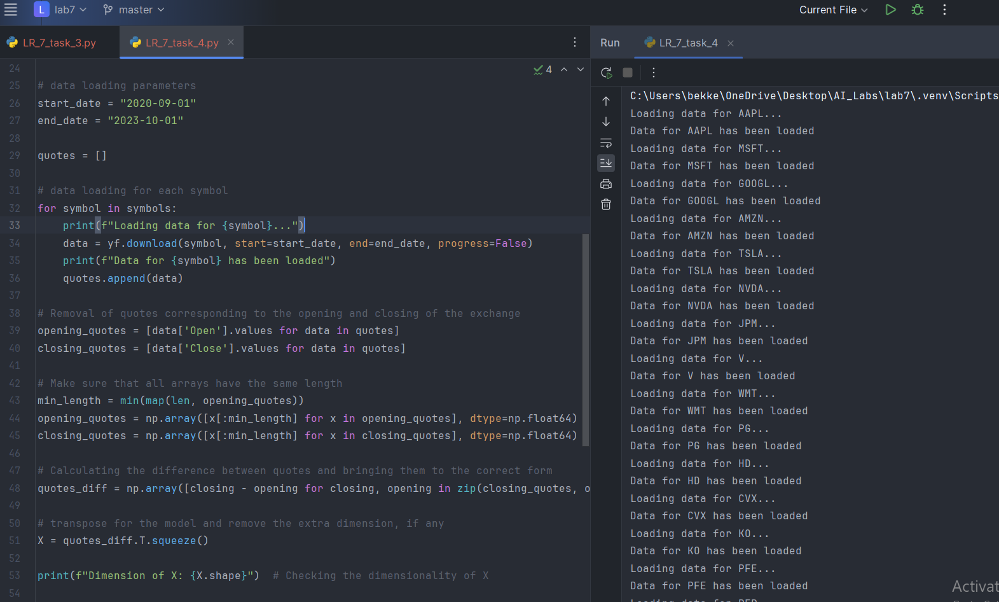 L lab7 master Current File
LR_7_task_3.py LR_7_task_4.py Run LR_7_task_4
4
24
25 # data loading parameters
26 start_date = "2020-09-01"
27 end_date = "2023-10-01"
28
29 quotes = []
30
31 # data loading for each symbol
32 for symbol in symbols:
33 print(f"Loading data for {symbol}...")
34 data = yf.download(symbol, start=start_date, end=end_date, progress=False)
35 print(f"Data for {symbol} has been loaded")
36 quotes.append(data)
37
38 # Removal of quotes corresponding to the opening and closing of the exchange
39 opening_quotes = [data['Open'].values for data in quotes]
40 closing_quotes = [data['Close'].values for data in quotes]
41
42 # Make sure that all arrays have the same length
43 min_length = min(map(len, opening_quotes))
44 opening_quotes = np.array([x[:min_length] for x in opening_quotes], dtype=np.float64)
45 closing_quotes = np.array([x[:min_length] for x in closing_quotes], dtype=np.float64)
46
47 # Calculating the difference between quotes and bringing them to the correct form
48 quotes_diff = np.array([closing - opening for closing, opening in zip(closing_quotes, o
49
50 # transpose for the model and remove the extra dimension, if any
51 X = quotes_diff.T.squeeze()
52
53 print(f"Dimension of X: {X.shape}") # Checking the dimensionality of X
54
C:\Users\bekke\OneDrive\Desktop\AI_Labs\lab7\.venv\Scripts
Loading data for AAPL...
Data for AAPL has been loaded
Loading data for MSFT...
Data for MSFT has been loaded
Loading data for GOOGL...
Data for GOOGL has been loaded
Loading data for AMZN...
Data for AMZN has been loaded
Loading data for TSLA...
Data for TSLA has been loaded
Loading data for NVDA...
Data for NVDA has been loaded
Loading data for JPM...
Data for JPM has been loaded
Loading data for V...
Data for V has been loaded
Loading data for WMT...
Data for WMT has been loaded
Loading data for PG...
Data for PG has been loaded
Loading data for HD...
Data for HD has been loaded
Loading data for CVX...
Data for CVX has been loaded
Loading data for KO...
Data for KO has been loaded
Loading data for PFE...
Data for PFE has been loaded
Loading data for
Activat